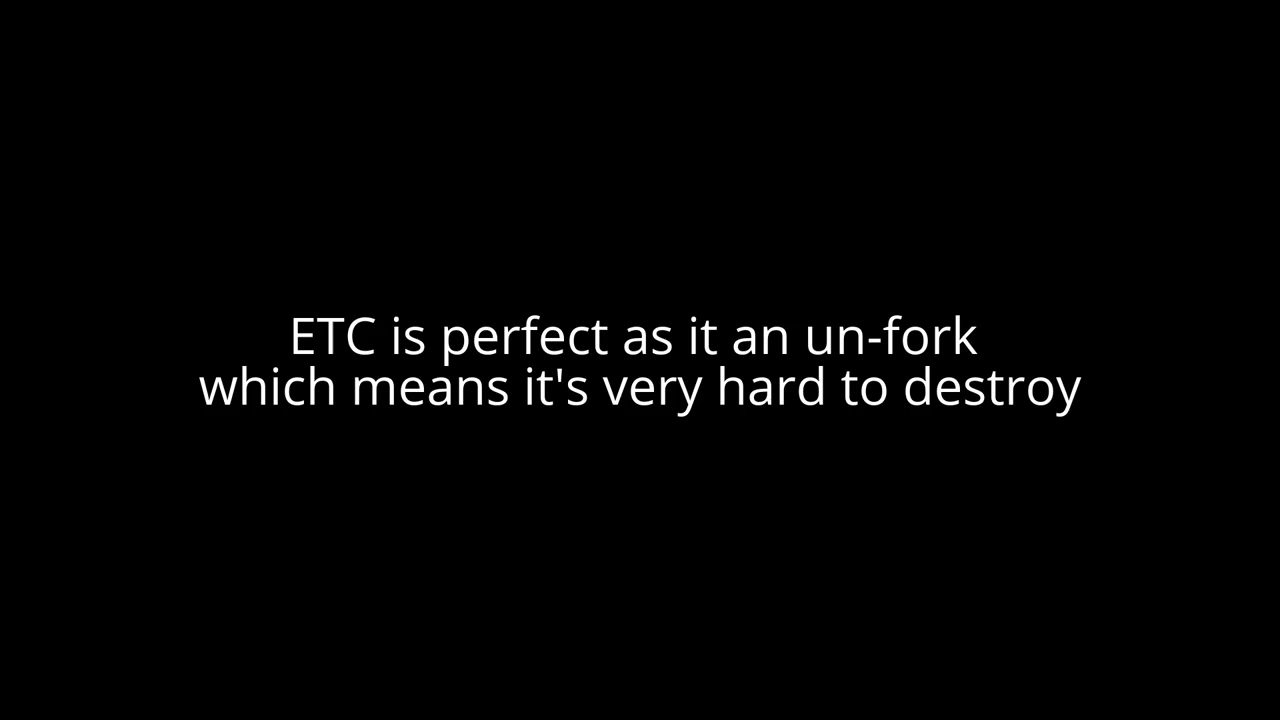 ETC is perfect as it an un-fork
which means it's very hard to destroy